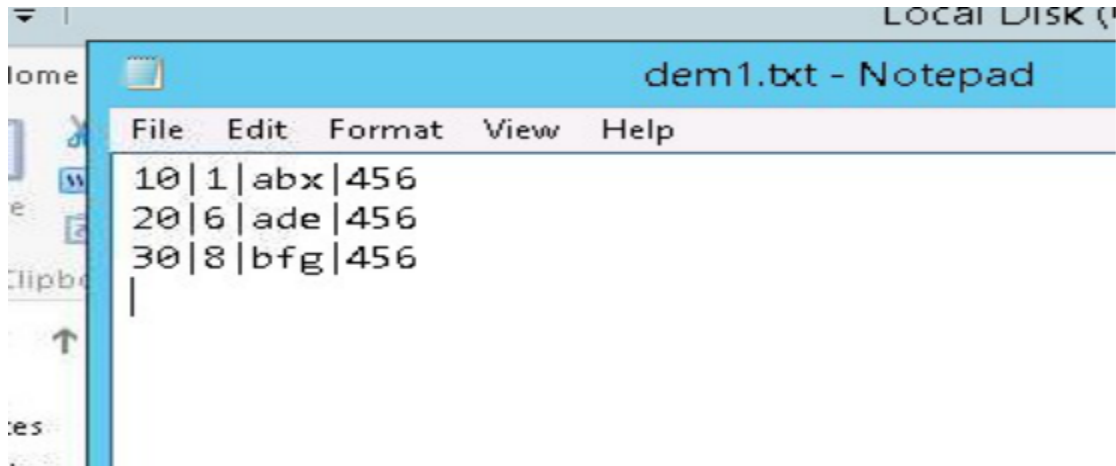 Local Disk (
dem1.txt - Notepad
File Edit Format View Help
10|1|abx|456
20|6|ade|456
30|8|bfg|456